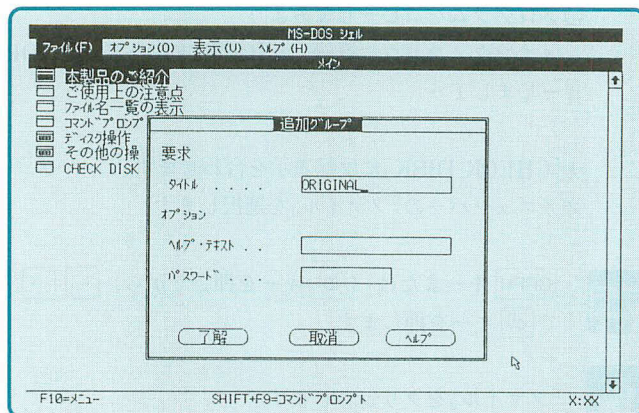 MS-DOS シェル
ファイル(F) オプション(O) 表示(V) ヘルプ(H)
メイン
本製品のご紹介
ご使用上の注意点
ファイル名一覧の表示
コマンドプロンプ
ディスク操作
その他の操
CHECK DISK
追加グループ
要求
タイトル . . . . ORIGINAL_
オプション
ヘルプ・テキスト . .
パスワード . . . .
了解 取消 ヘルプ
F10=メニュー SHIFT+F9=コマンドプロンプト X:XX